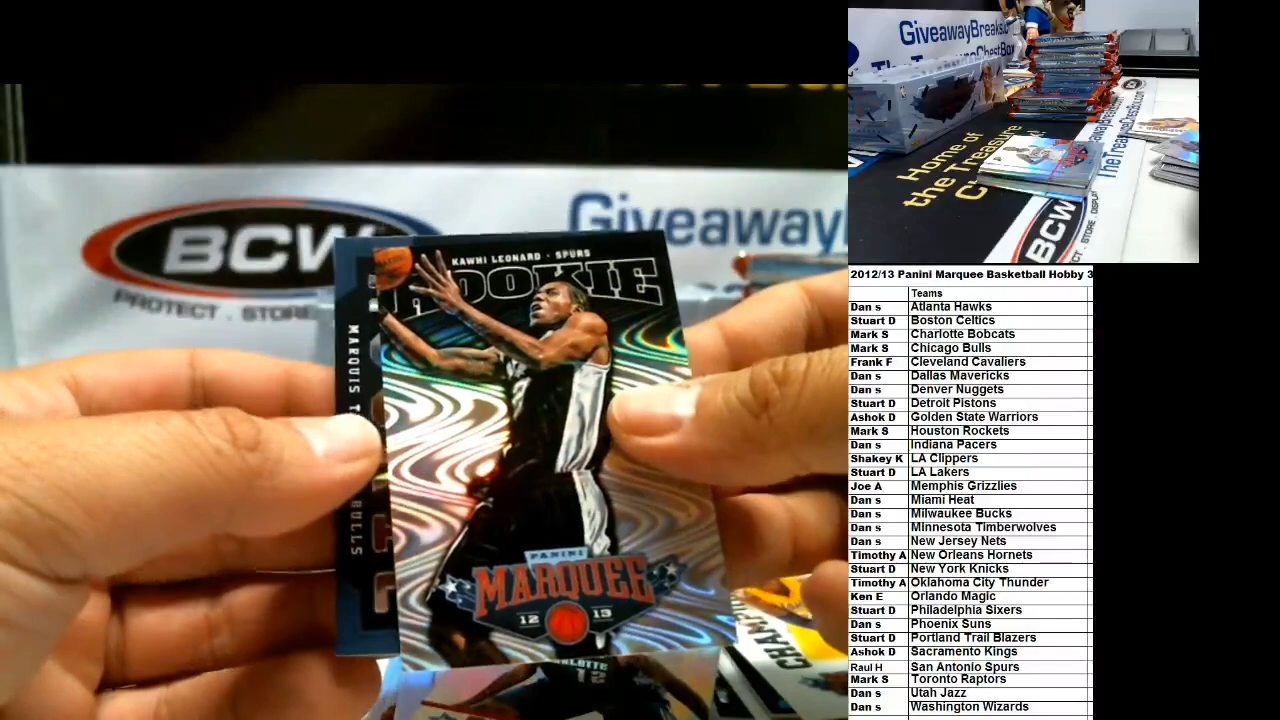 BCW
PROTECT . STORE
Giveaway
KAWHI LEONARD · SPURS
ROOKIE
MARQUIS T
BULLS
PANINI
MARQUEE
12 13
CHAMP
12
GiveawayBreaks
Home of
the Treasure
BCW
STORE . DISPLAY
2012/13 Panini Marquee Basketball Hobby 3
Teams
Dan s Atlanta Hawks
Stuart D Boston Celtics
Mark S Charlotte Bobcats
Mark S Chicago Bulls
Frank F Cleveland Cavaliers
Dan s Dallas Mavericks
Dan s Denver Nuggets
Stuart D Detroit Pistons
Ashok D Golden State Warriors
Mark S Houston Rockets
Dan s Indiana Pacers
Shakey K LA Clippers
Stuart D LA Lakers
Joe A Memphis Grizzlies
Dan s Miami Heat
Dan s Milwaukee Bucks
Dan s Minnesota Timberwolves
Dan s New Jersey Nets
Timothy A New Orleans Hornets
Stuart D New York Knicks
Timothy A Oklahoma City Thunder
Ken E Orlando Magic
Stuart D Philadelphia Sixers
Dan s Phoenix Suns
Stuart D Portland Trail Blazers
Ashok D Sacramento Kings
Raul H San Antonio Spurs
Mark S Toronto Raptors
Dan s Utah Jazz
Dan s Washington Wizards